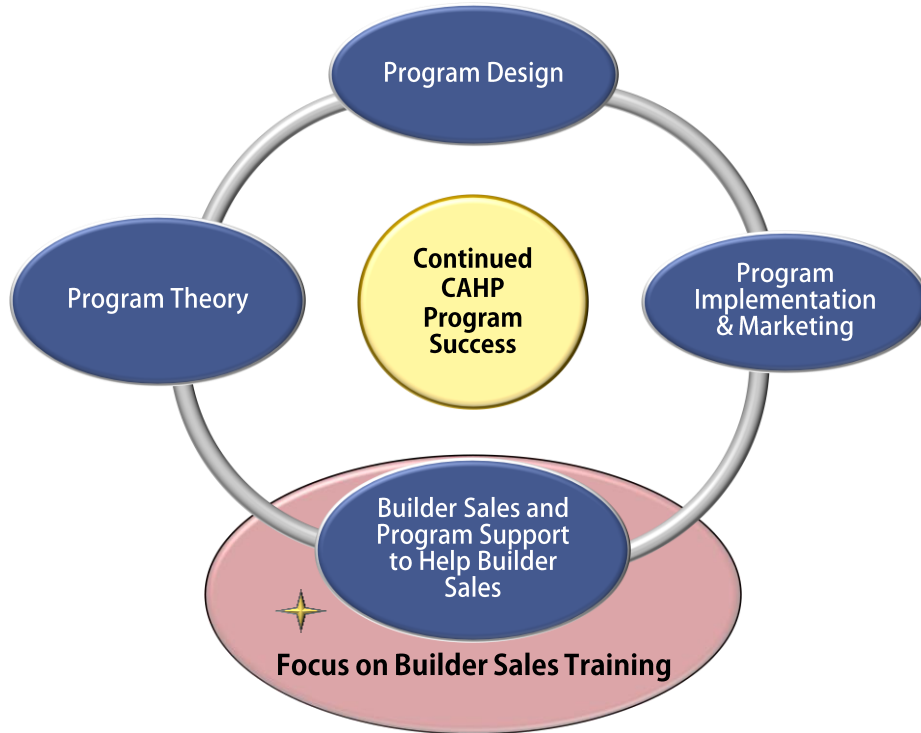 Program Design
Continued
CAHP
Program
Success
Program Theory
Program
Implementation
& Marketing
Builder Sales and
Program Support
to Help Builder
Sales
Focus on Builder Sales Training